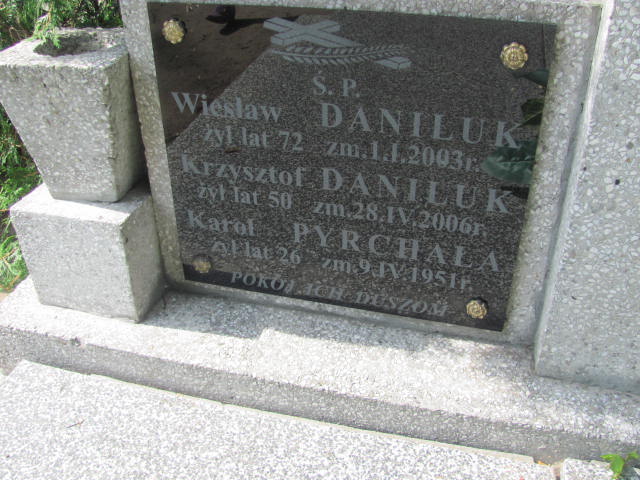 Ś. P.
Wiesław DANILUK
żył lat 72 zm.1.I.2003r.
Krzysztof DANILUK
żył lat 50 zm.28.IV.2006r.
Karol PYRCHAŁA
żył lat 26 zm.9.IV.1951r.
POKÓJ ICH DUSZOM